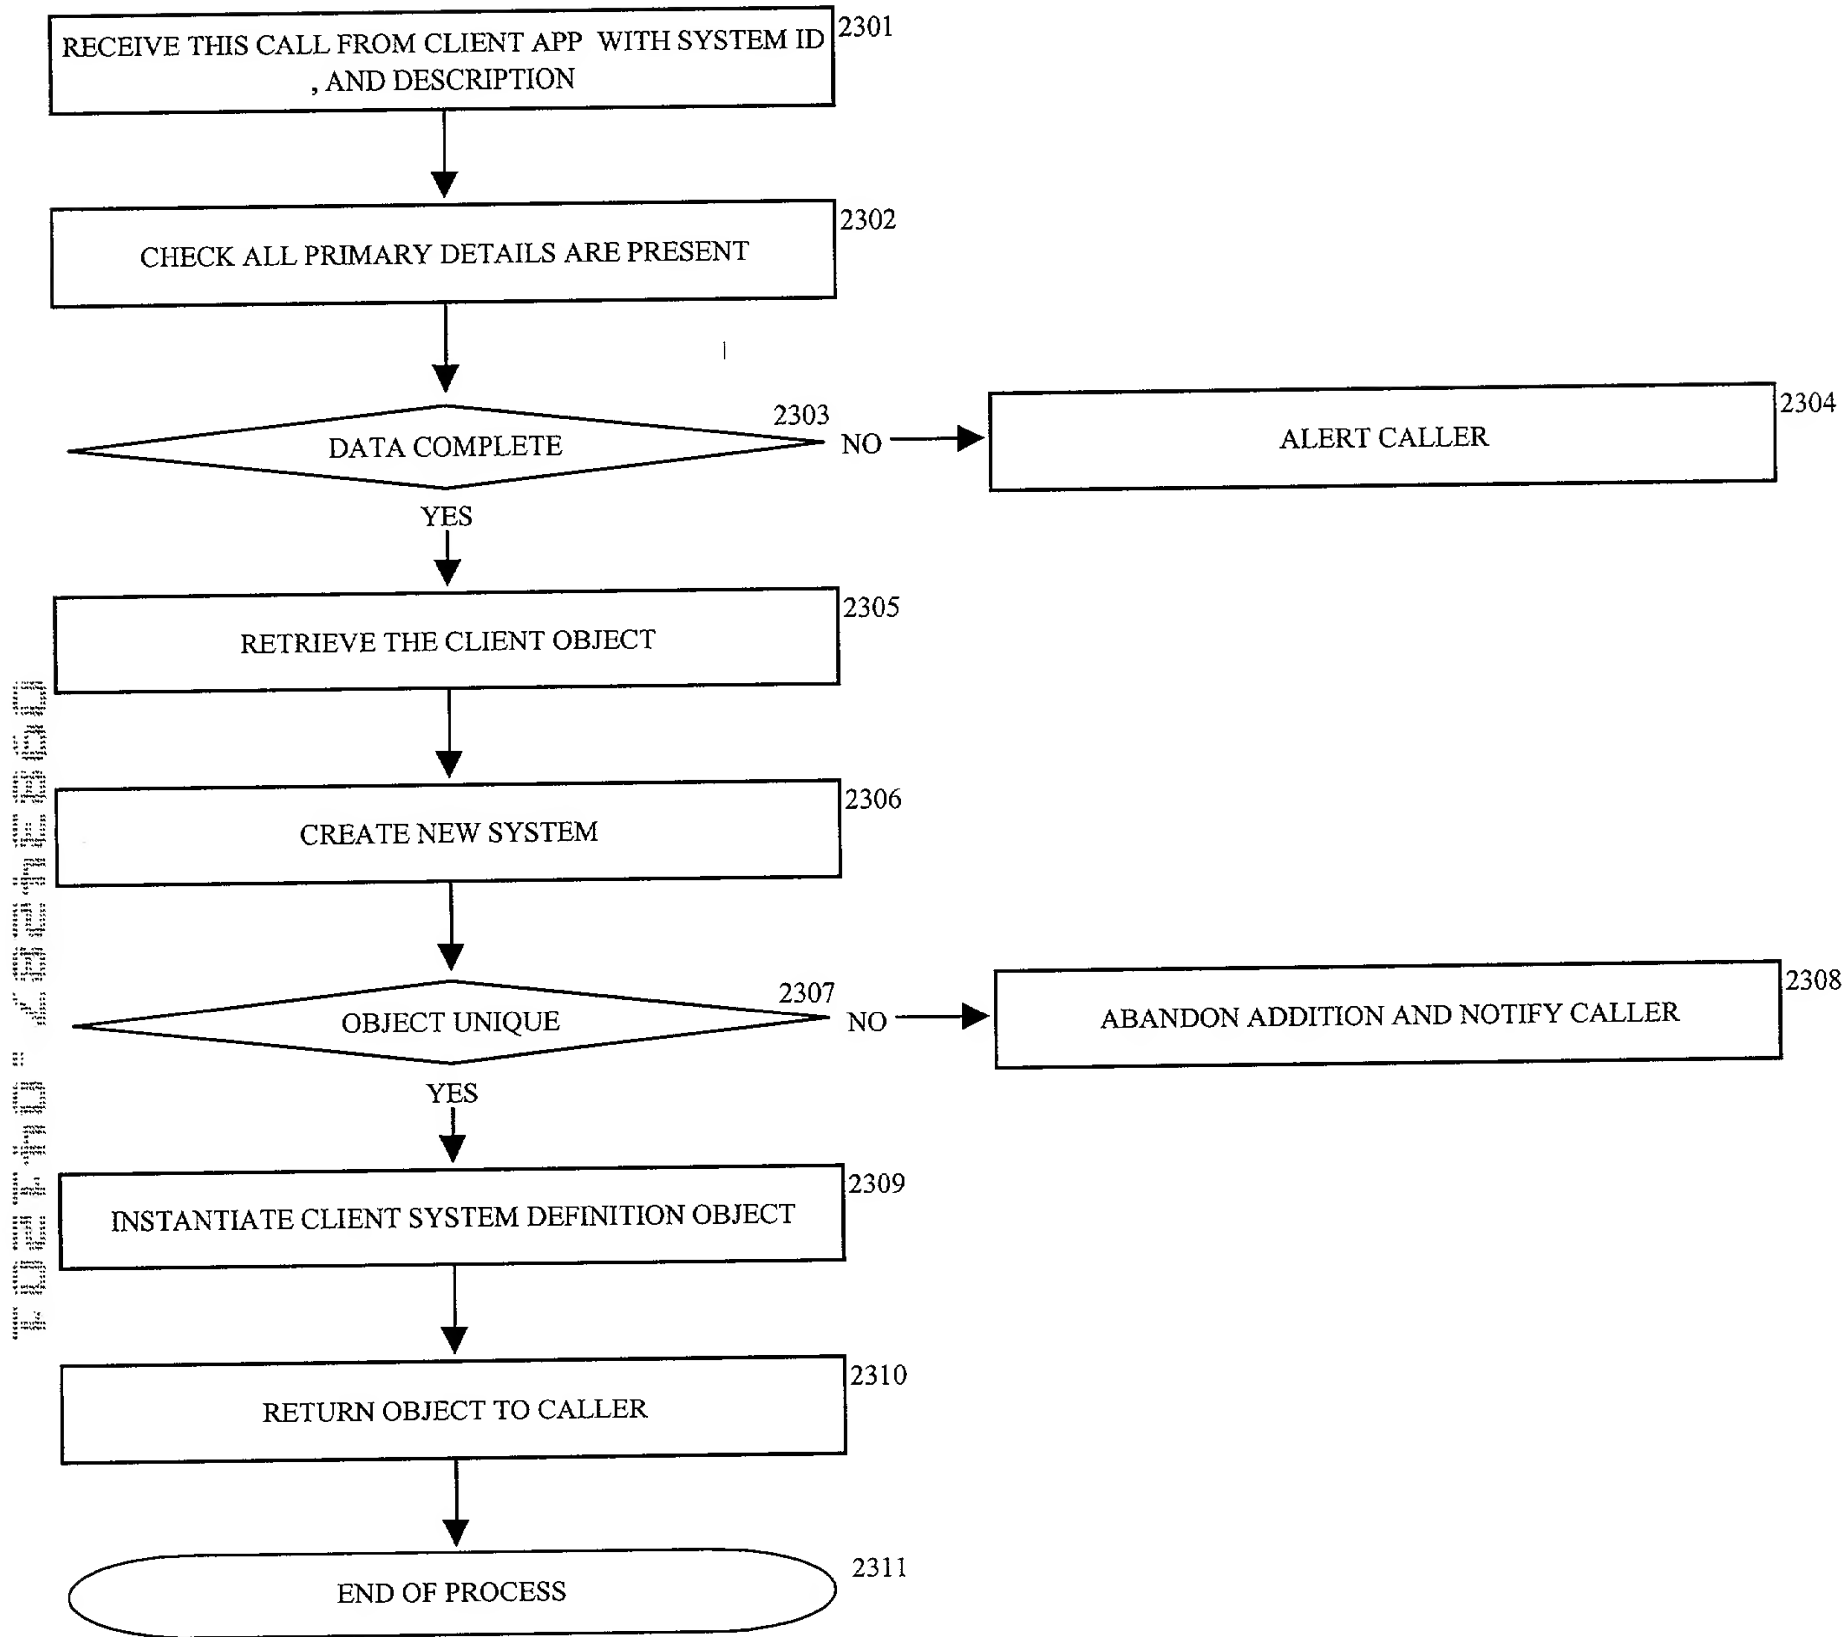 2301
RECEIVE THIS CALL FROM CLIENT APP WITH SYSTEM ID
, AND DESCRIPTION
2302
CHECK ALL PRIMARY DETAILS ARE PRESENT
2303
DATA COMPLETE
NO
2304
ALERT CALLER
YES
2305
RETRIEVE THE CLIENT OBJECT
2306
CREATE NEW SYSTEM
2307
OBJECT UNIQUE
NO
2308
ABANDON ADDITION AND NOTIFY CALLER
YES
2309
INSTANTIATE CLIENT SYSTEM DEFINITION OBJECT
2310
RETURN OBJECT TO CALLER
2311
END OF PROCESS